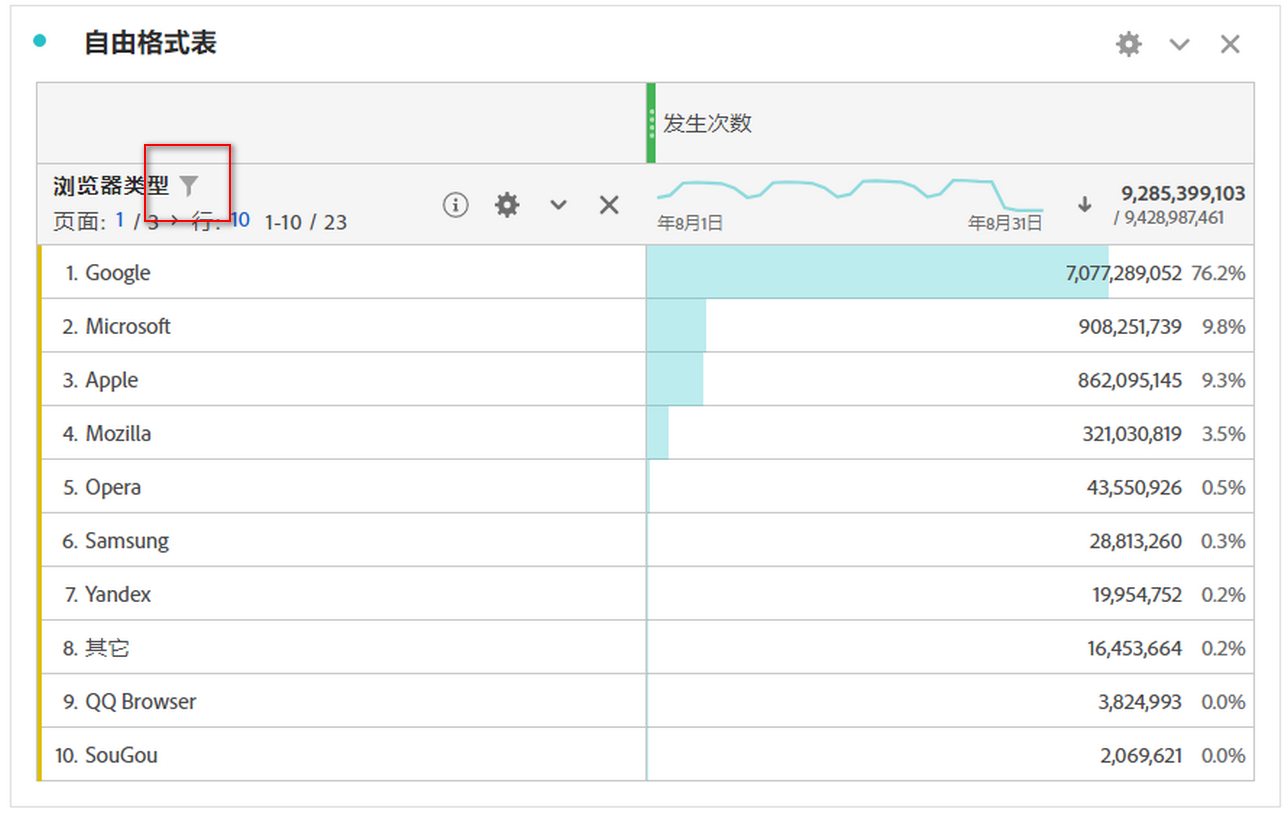 自由格式表
发生次数
浏览器类型
页面: 1 / 3 > 行: 10 1-10 / 23
年8月1日
年8月31日
9,285,399,103
/ 9,428,987,461
1. Google 7,077,289,052 76.2%
2. Microsoft 908,251,739 9.8%
3. Apple 862,095,145 9.3%
4. Mozilla 321,030,819 3.5%
5. Opera 43,550,926 0.5%
6. Samsung 28,813,260 0.3%
7. Yandex 19,954,752 0.2%
8. 其它 16,453,664 0.2%
9. QQ Browser 3,824,993 0.0%
10. SouGou 2,069,621 0.0%